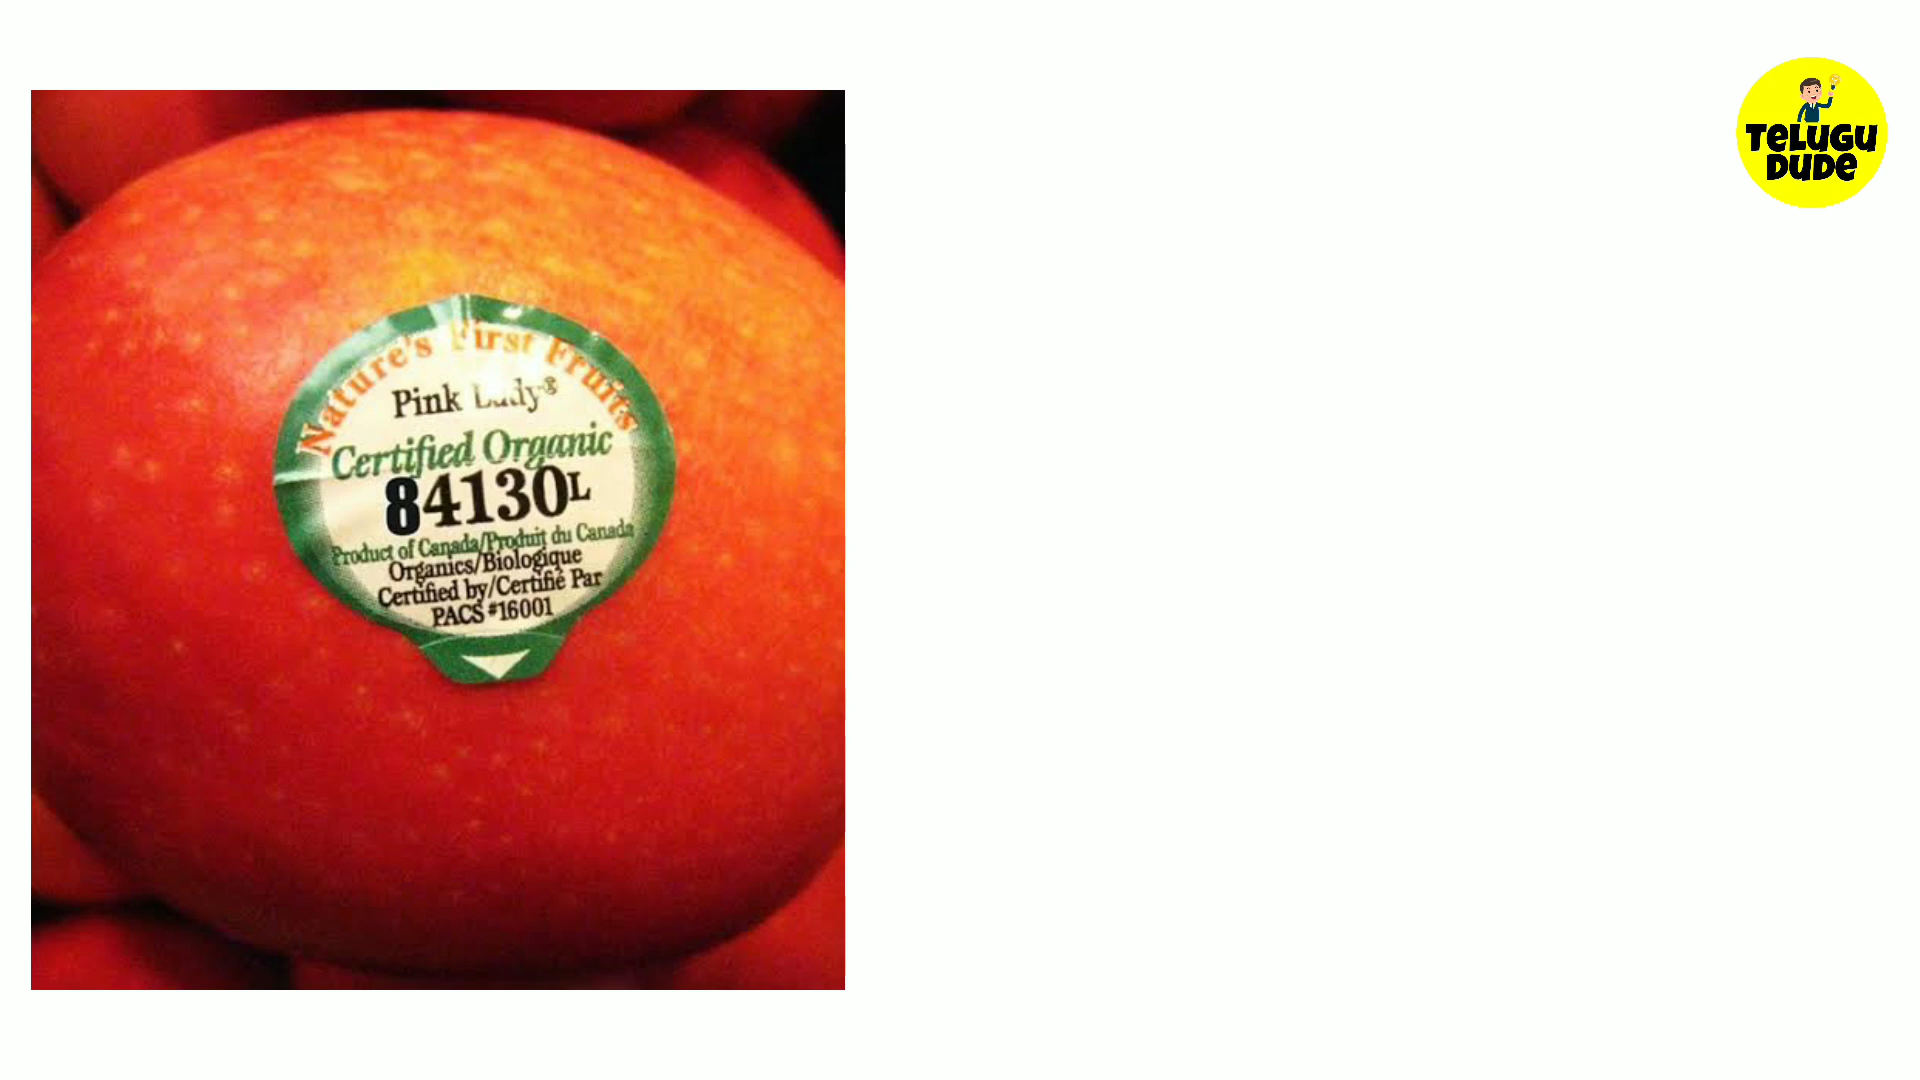 Nature's First Fruits
Pink Lady®
Certified Organic
84130L
Product of Canada/Produit du Canada
Organics/Biologique
Certified by/Certifié Par
PACS #16001
TELUGU
DUDE